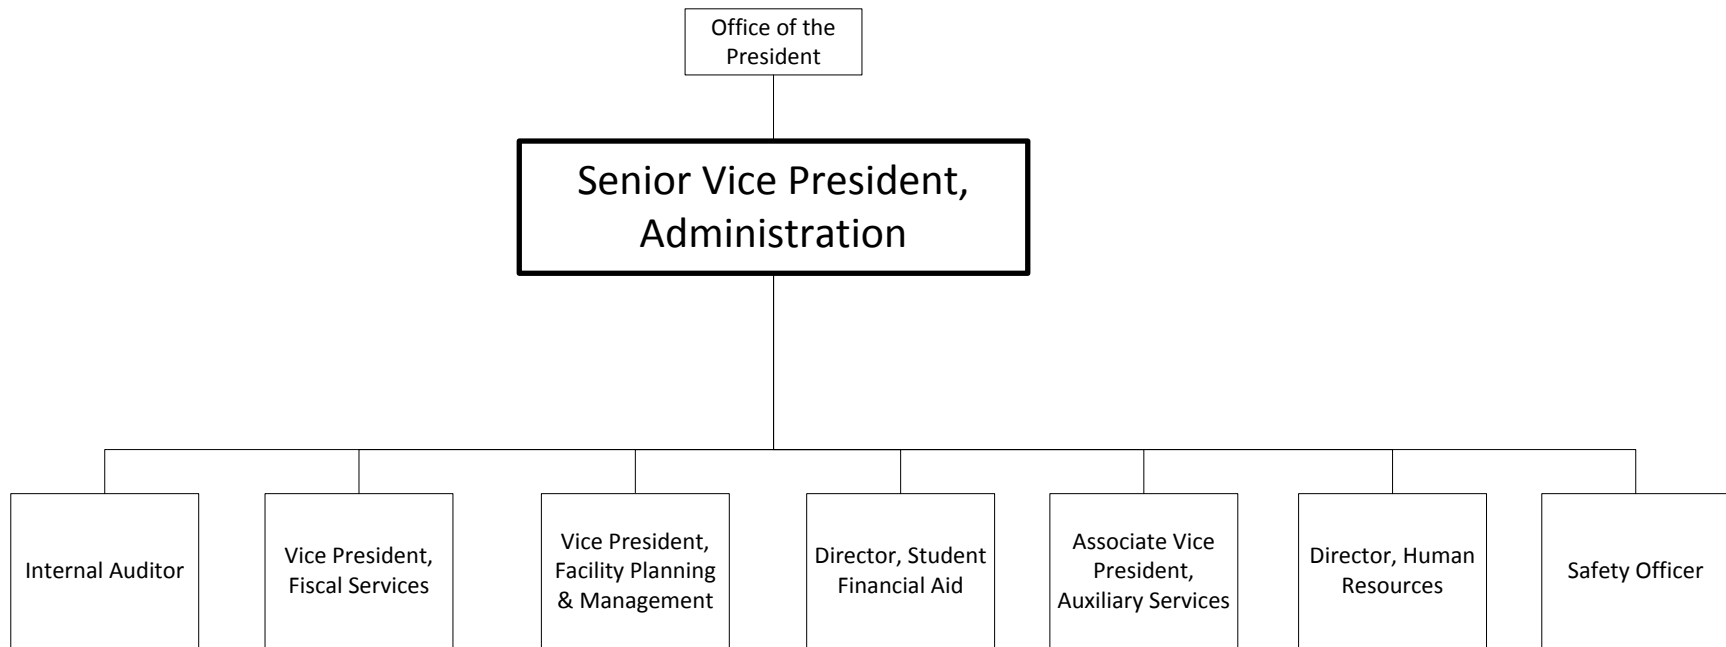 Office of the
President
Senior Vice President,
Administration
Internal Auditor
Vice President,
Fiscal Services
Vice President,
Facility Planning
& Management
Director, Student
Financial Aid
Associate Vice
President,
Auxiliary Services
Director, Human
Resources
Safety Officer